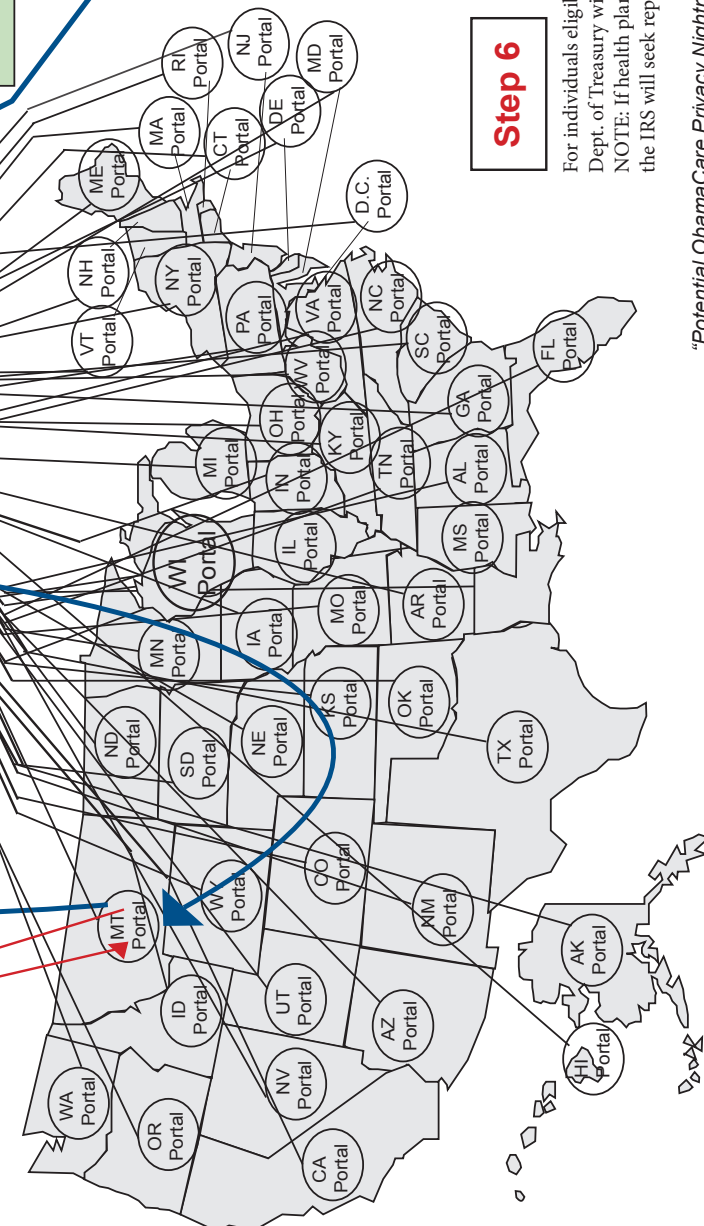 WA
Portal
MT
Portal
ND
Portal
MN
Portal
VT
Portal
NH
Portal
ME
Portal
OR
Portal
ID
Portal
SD
Portal
WI
Portal
MI
Portal
NY
Portal
MA
Portal
RI
Portal
WY
Portal
NE
Portal
IA
Portal
PA
Portal
CT
Portal
NJ
Portal
NV
Portal
UT
Portal
IL
Portal
IN
Portal
OH
Portal
DE
Portal
CA
Portal
CO
Portal
KS
Portal
MO
Portal
KY
Portal
WV
Portal
VA
Portal
MD
Portal
AZ
Portal
NM
Portal
OK
Portal
AR
Portal
TN
Portal
NC
Portal
D.C.
Portal
TX
Portal
MS
Portal
AL
Portal
GA
Portal
SC
Portal
HI
Portal
AK
Portal
FL
Portal
Step 6
For individuals eligi
Dept. of Treasury wi
NOTE: If health plan
the IRS will seek rep
“Potential ObamaCare Privacy